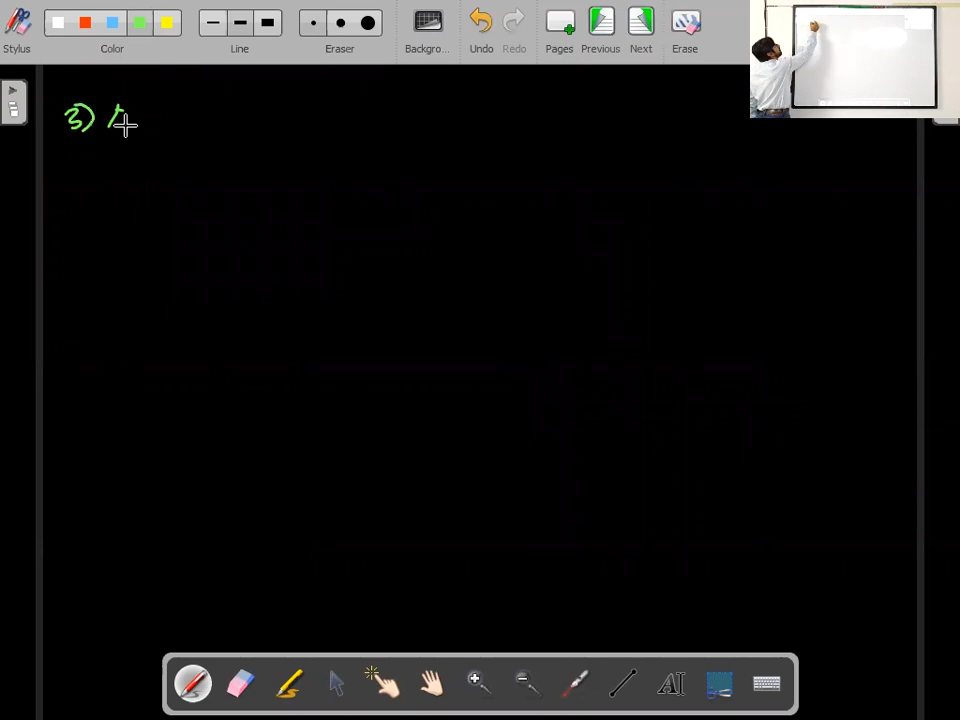 Stylus
Color
Line
Eraser
Backgro...
Undo
Redo
Pages
Previous
Next
Erase
3)